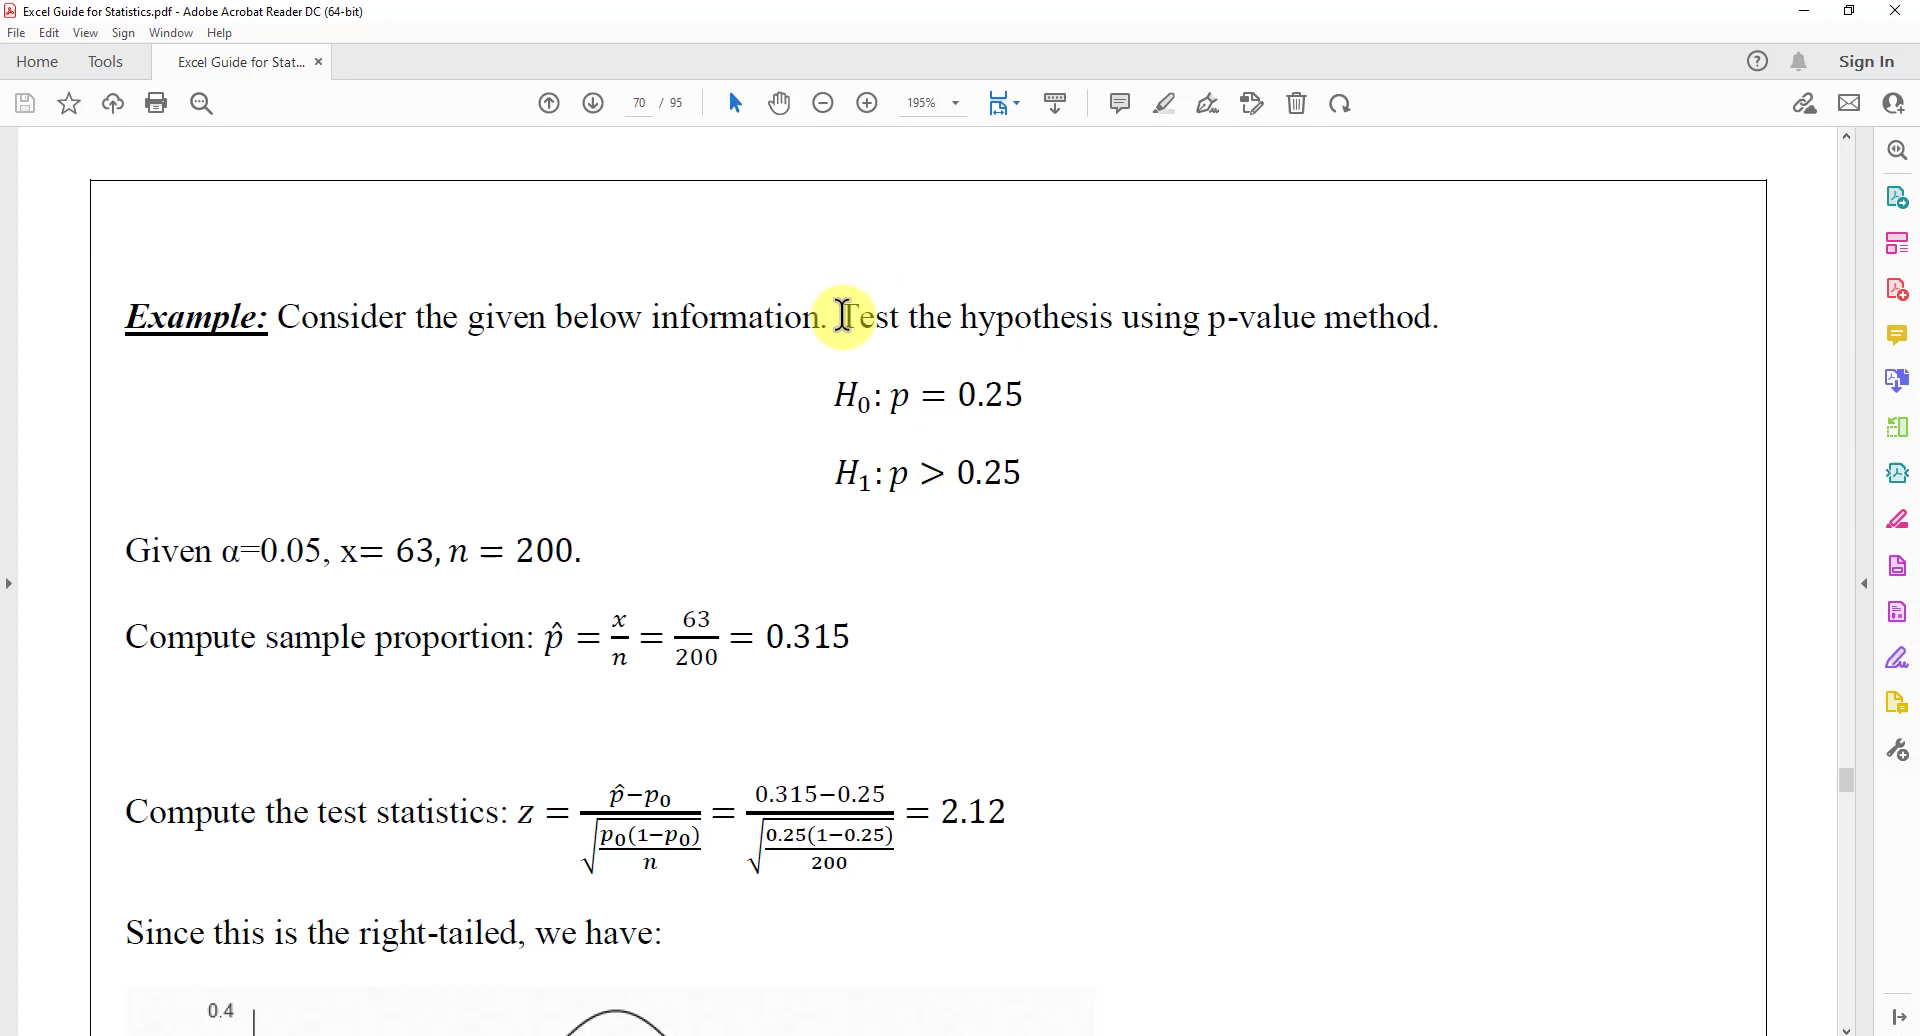 Excel Guide for Statistics.pdf - Adobe Acrobat Reader DC (64-bit)
File Edit View Sign Window Help
Home Tools Excel Guide for Stat... × Sign In
70 / 95 195%
Example: Consider the given below information. Test the hypothesis using p-value method.
H₀: p = 0.25
H₁: p > 0.25
Given α=0.05, x= 63, n = 200.
Compute sample proportion: p̂ = x/n = 63/200 = 0.315
Compute the test statistics: z = (p̂−p₀)/√(p₀(1−p₀)/n) = (0.315−0.25)/√(0.25(1−0.25)/200) = 2.12
Since this is the right-tailed, we have:
0.4